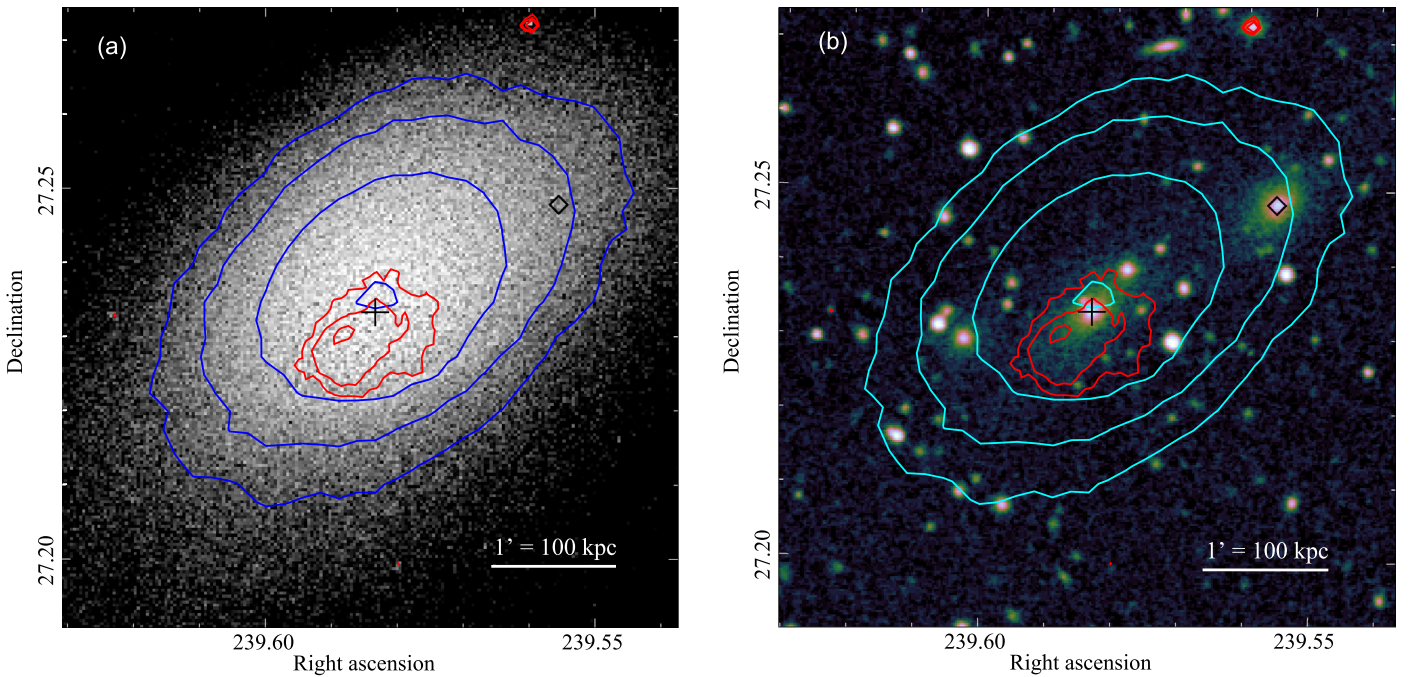 (a)
27.25
27.20
Declination
1’ = 100 kpc
239.60
239.55
Right ascension
(b)
27.25
27.20
Declination
1’ = 100 kpc
239.60
239.55
Right ascension